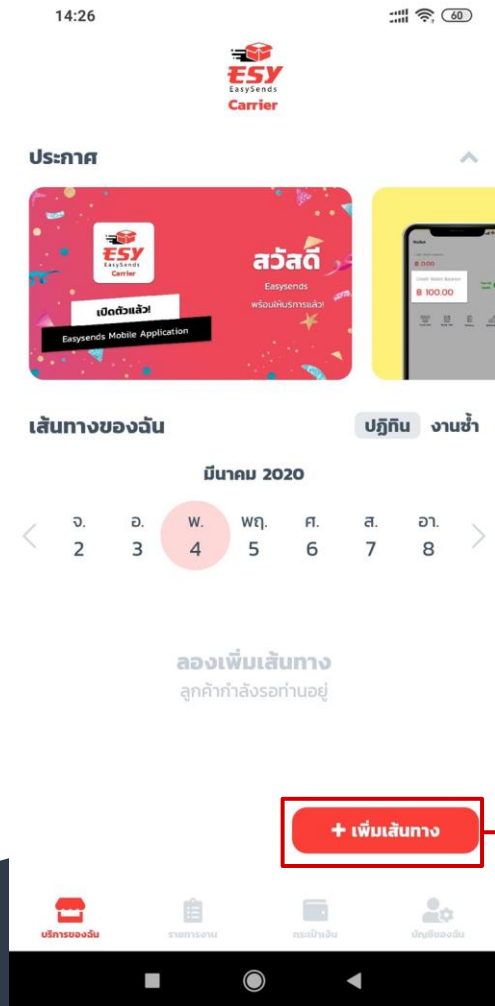 14:26
60
ESY
EasySends
Carrier
ประกาศ
ESY
EasySends
Carrier
เปิดตัวแล้ว!
Easysends Mobile Application
สวัสดี
Easysends
พร้อมให้บริการแล้ว!
Wallet
฿ 0.00
Credit Wallet Balance
฿ 100.00
เส้นทางของฉัน
ปฏิทิน งานซ้ำ
มีนาคม 2020
จ. อ. พ. พฤ. ศ. ส. อา.
2 3 4 5 6 7 8
ลองเพิ่มเส้นทาง
ลูกค้ากำลังรอท่านอยู่
+ เพิ่มเส้นทาง
บริการของฉัน รายการงาน กระเป๋าเงิน บัญชีของฉัน